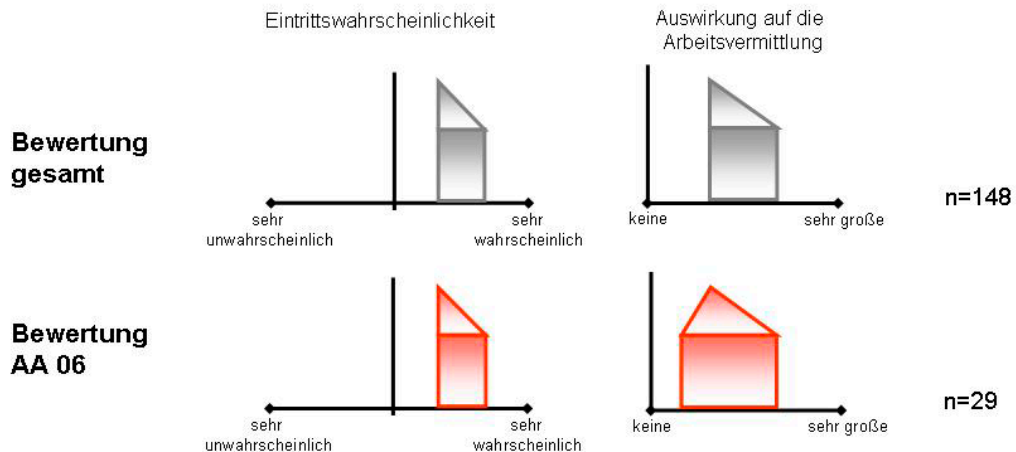 Eintrittswahrscheinlichkeit
Auswirkung auf die
Arbeitsvermittlung
Bewertung
gesamt
sehr
unwahrscheinlich
sehr
wahrscheinlich
keine
sehr große
n=148
Bewertung
AA 06
sehr
unwahrscheinlich
sehr
wahrscheinlich
keine
sehr große
n=29